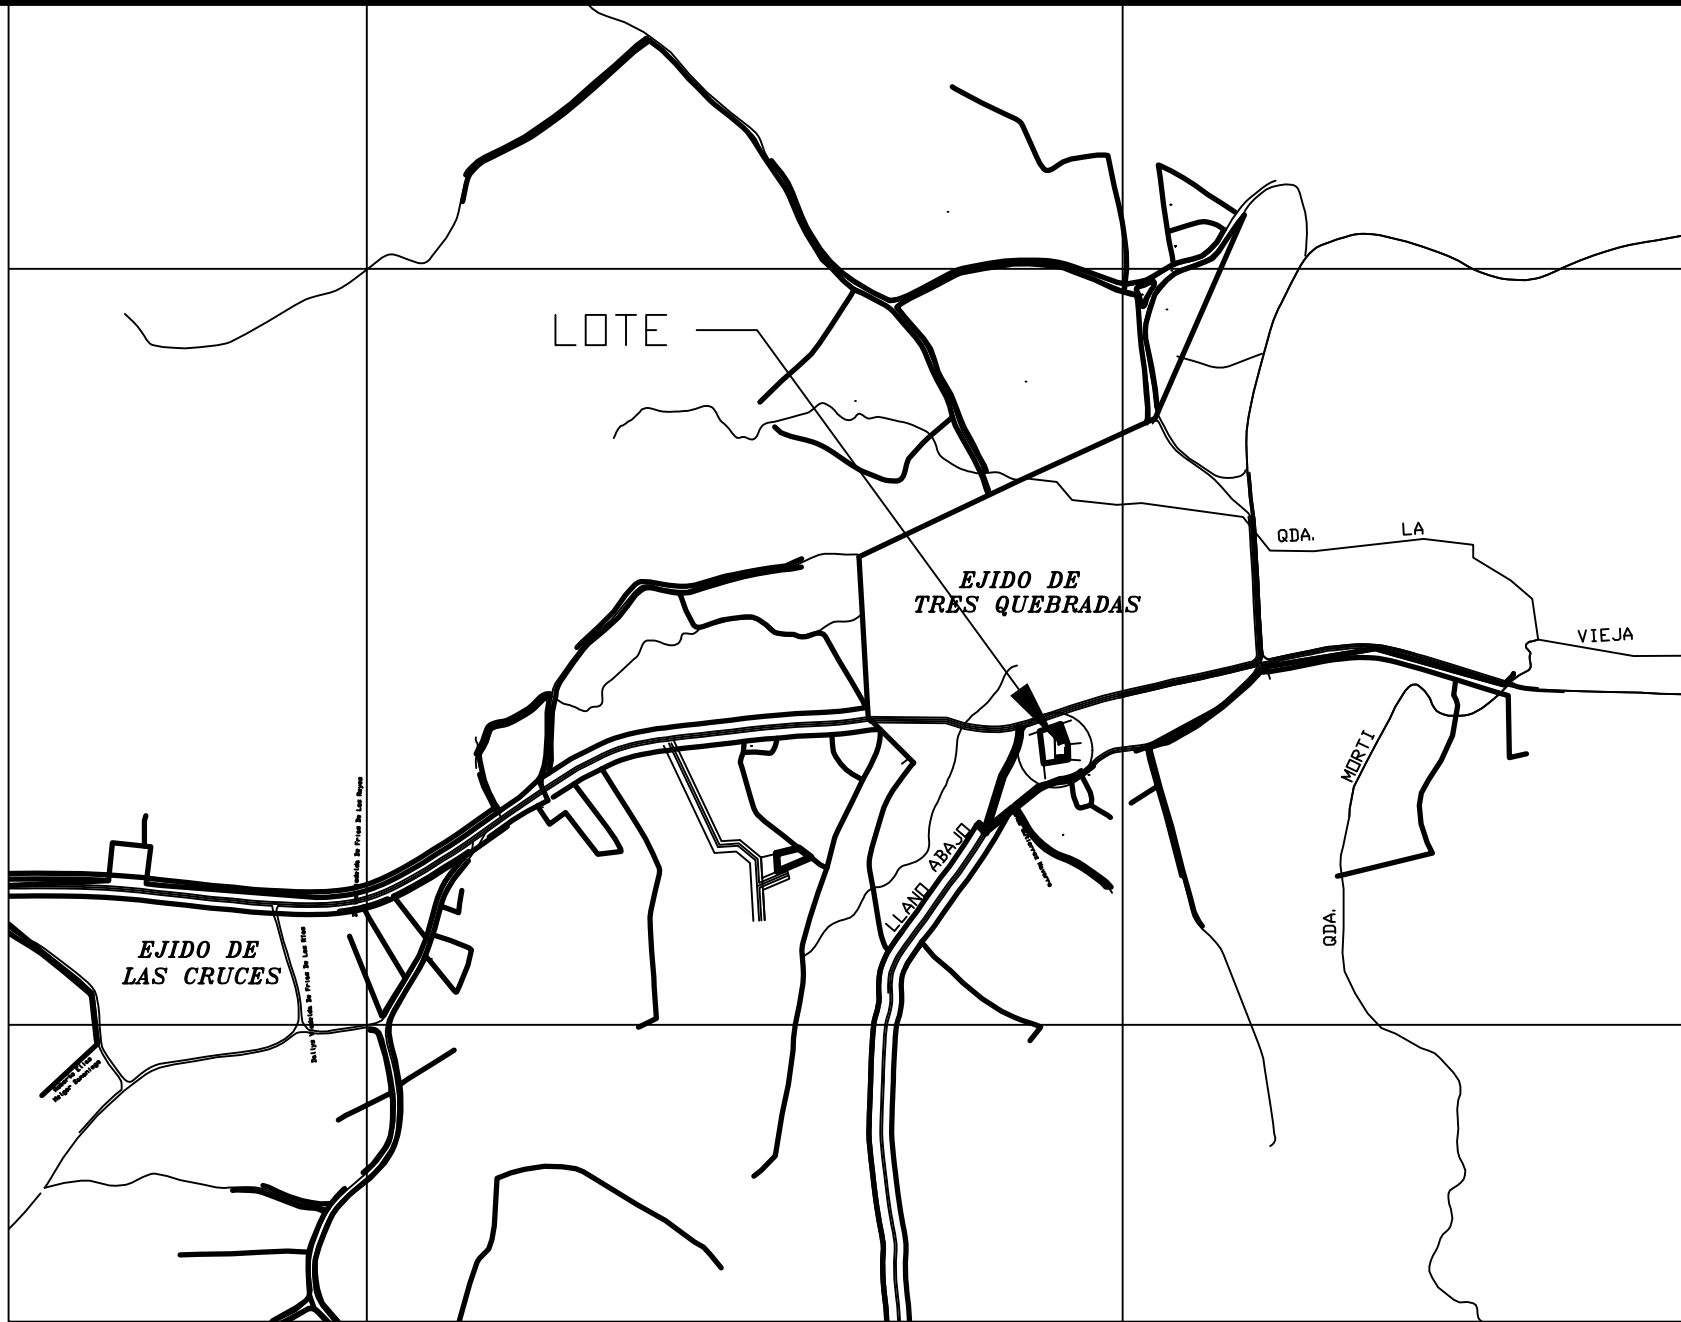 LOTE
QDA.
LA
EJIDO DE
TRES QUEBRADAS
VIEJA
MORTI
LLANO ABAJO
QDA.
EJIDO DE
LAS CRUCES